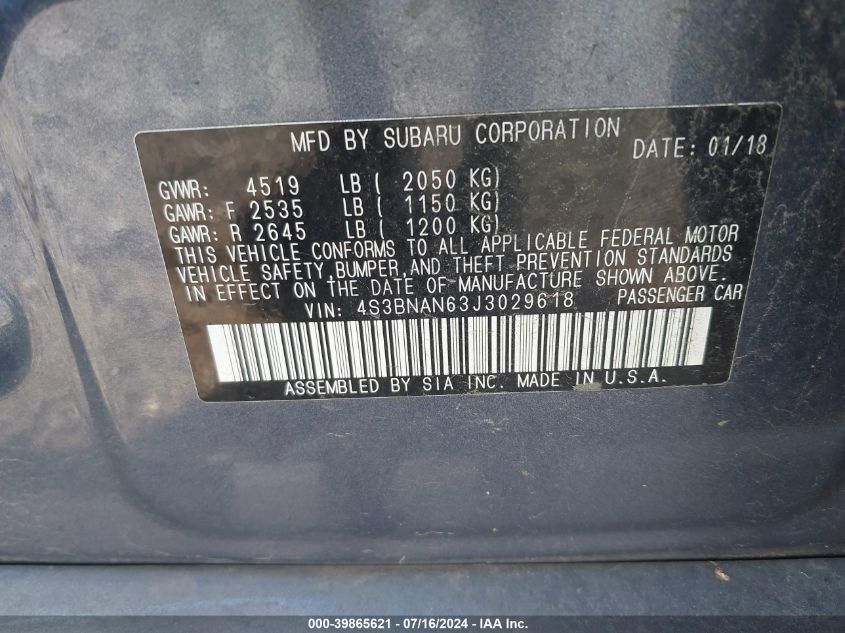 MFD BY SUBARU CORPORATION DATE: 01/18
GVWR: 4519 LB ( 2050 KG)
GAWR: F 2535 LB ( 1150 KG)
GAWR: R 2645 LB ( 1200 KG)
THIS VEHICLE CONFORMS TO ALL APPLICABLE FEDERAL MOTOR
VEHICLE SAFETY, BUMPER, AND THEFT PREVENTION STANDARDS
IN EFFECT ON THE DATE OF MANUFACTURE SHOWN ABOVE.
VIN: 4S3BNAN63J3029618 PASSENGER CAR
ASSEMBLED BY SIA INC. MADE IN U.S.A.
000-39865621 - 07/16/2024 - IAA Inc.